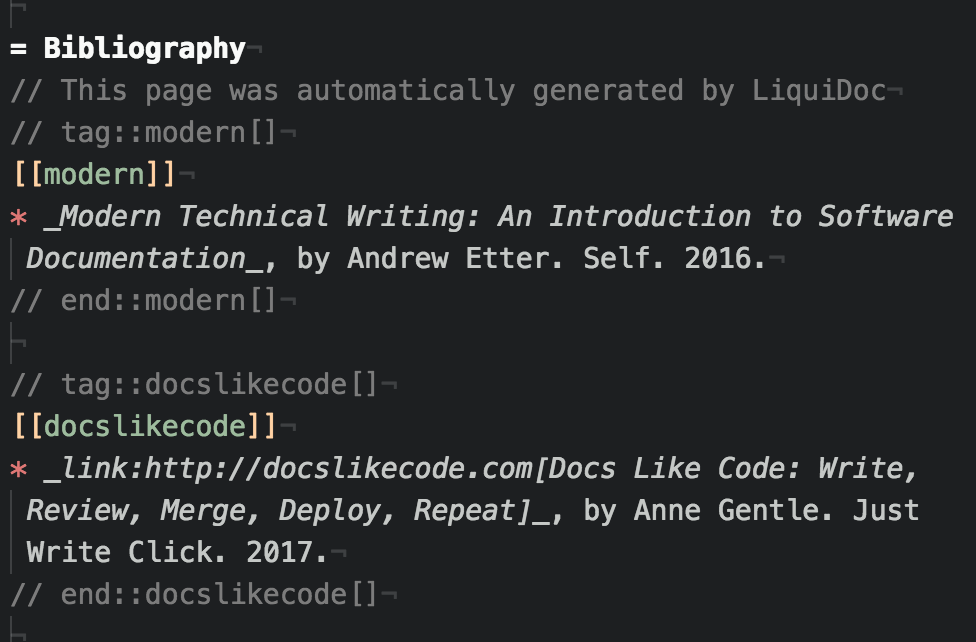 = Bibliography¬
// This page was automatically generated by LiquiDoc¬
// tag::modern[]¬
[[modern]]¬
* _Modern Technical Writing: An Introduction to Software
Documentation_, by Andrew Etter. Self. 2016.¬
// end::modern[]¬
¬
// tag::docslikecode[]¬
[[docslikecode]]¬
* _link:http://docslikecode.com[Docs Like Code: Write,
Review, Merge, Deploy, Repeat]_, by Anne Gentle. Just
Write Click. 2017.¬
// end::docslikecode[]¬